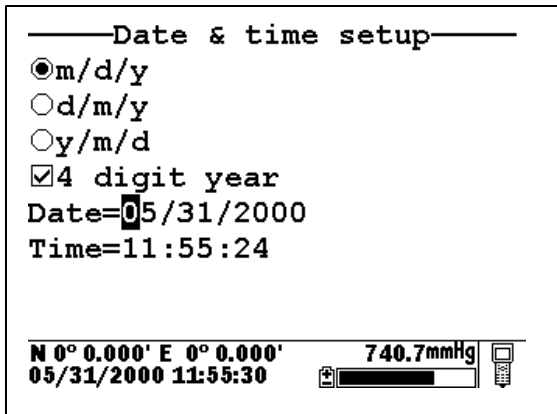 Date & time setup
m/d/y
d/m/y
y/m/d
4 digit year
Date=05/31/2000
Time=11:55:24
N 0° 0.000' E 0° 0.000' 740.7mmHg
05/31/2000 11:55:30